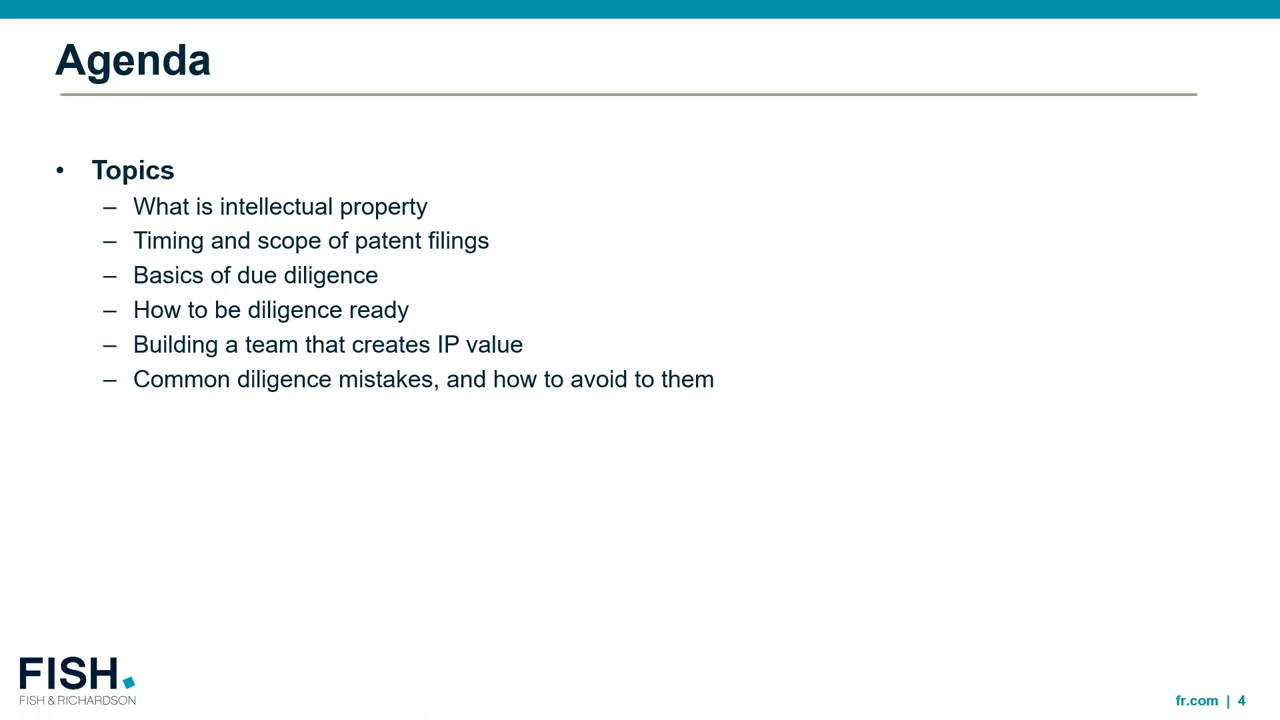 Agenda
• Topics
– What is intellectual property
– Timing and scope of patent filings
– Basics of due diligence
– How to be diligence ready
– Building a team that creates IP value
– Common diligence mistakes, and how to avoid to them
FISH.
FISH & RICHARDSON
fr.com | 4